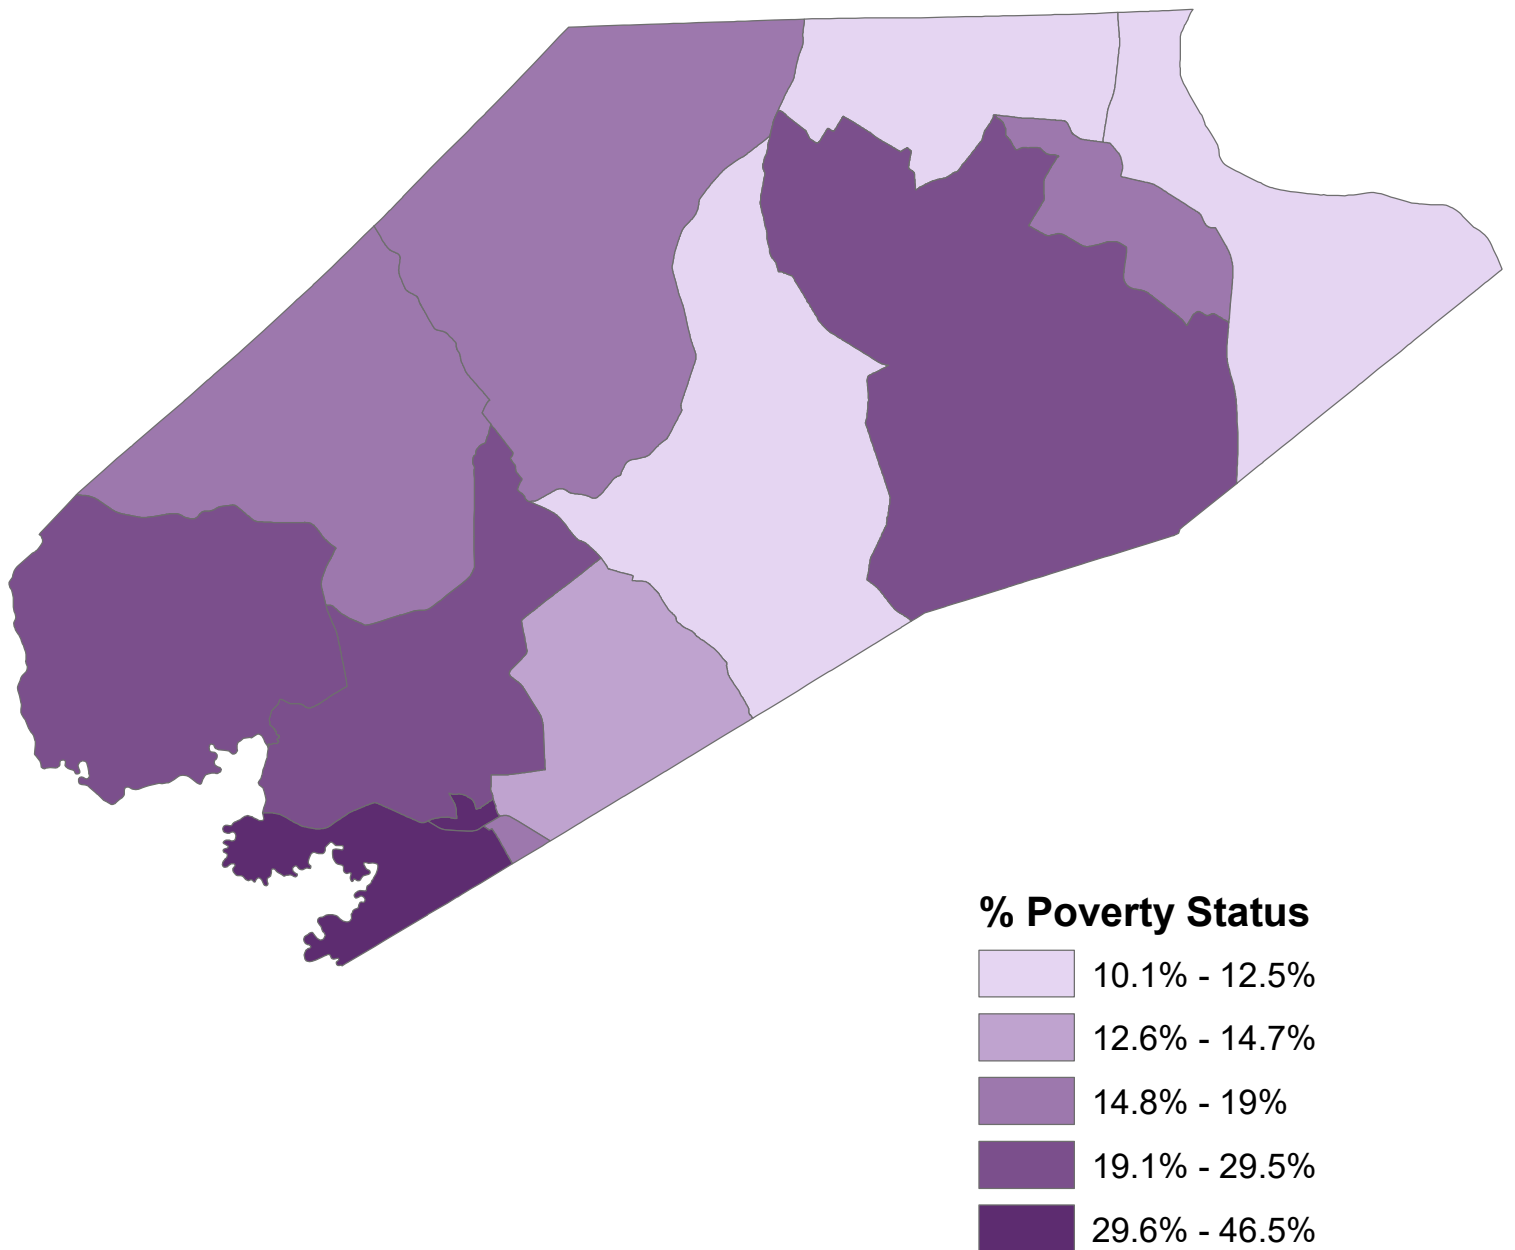 % Poverty Status
10.1% - 12.5%
12.6% - 14.7%
14.8% - 19%
19.1% - 29.5%
29.6% - 46.5%